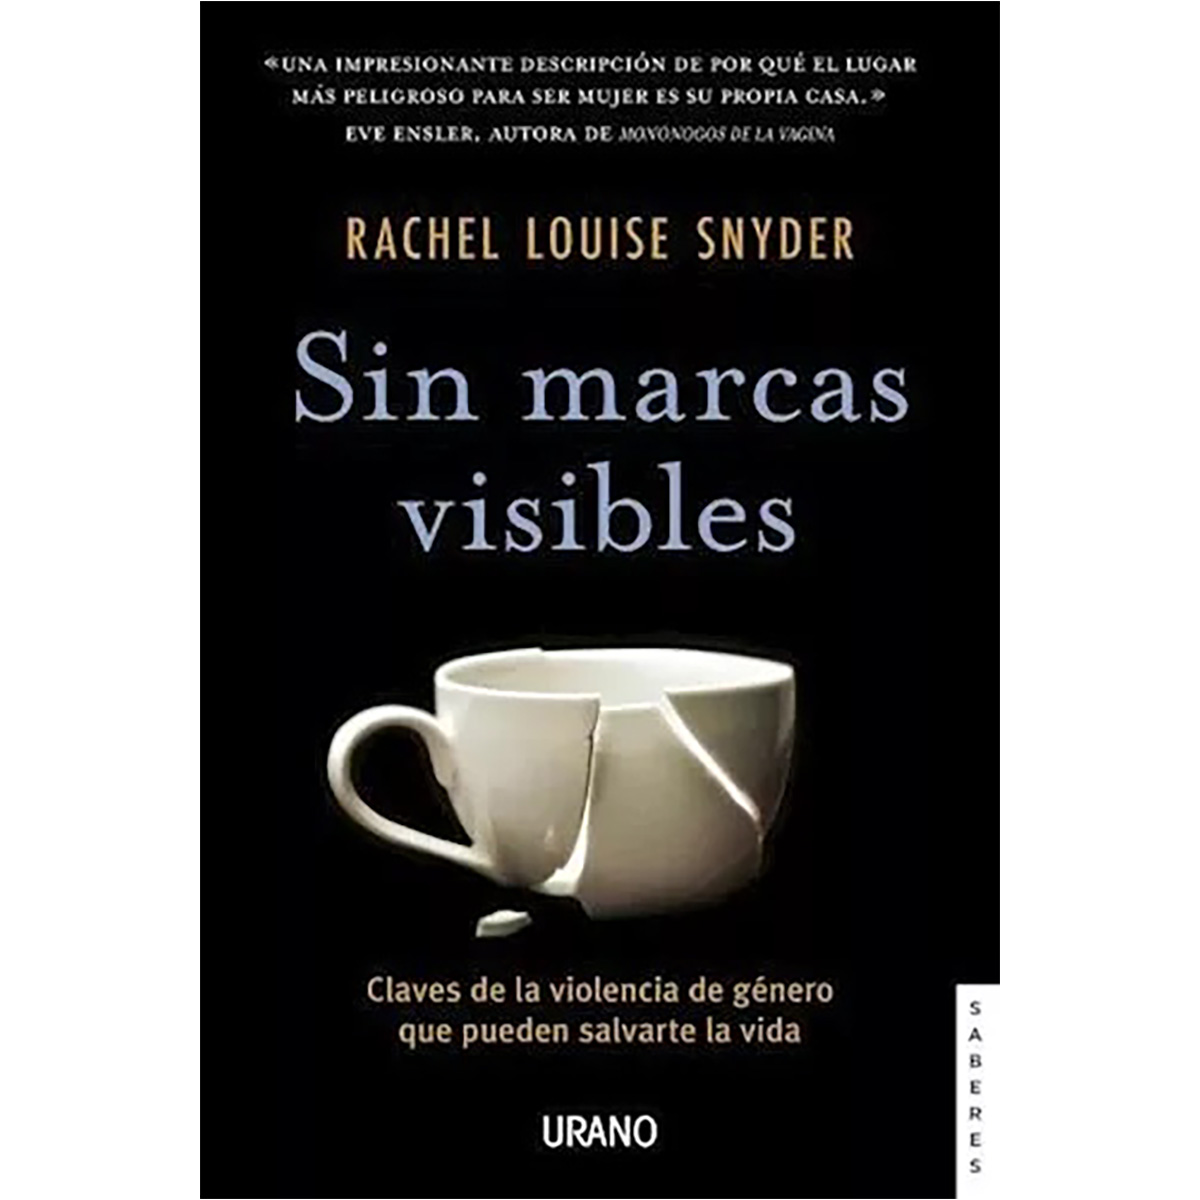 «UNA IMPRESIONANTE DESCRIPCIÓN DE POR QUÉ EL LUGAR
MÁS PELIGROSO PARA SER MUJER ES SU PROPIA CASA.»
EVE ENSLER, AUTORA DE MONÓNOGOS DE LA VAGINA
RACHEL LOUISE SNYDER
Sin marcas
visibles
Claves de la violencia de género
que pueden salvarte la vida
URANO
SABERES